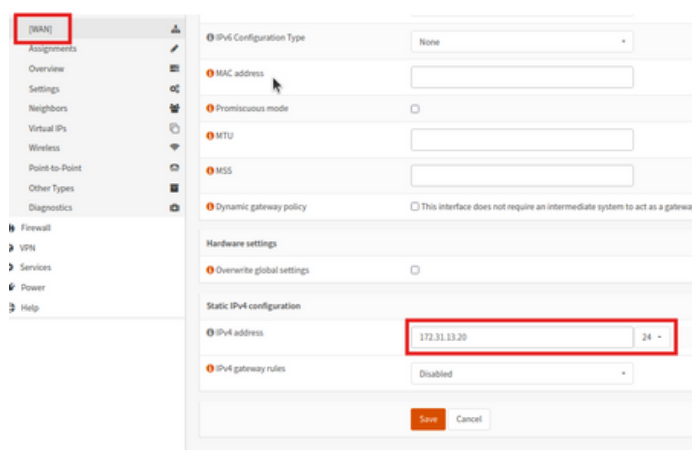 [WAN]
Assignments
Overview
Settings
Neighbors
Virtual IPs
Wireless
Point-to-Point
Other Types
Diagnostics
Firewall
VPN
Services
Power
Help
IPv6 Configuration Type
None
MAC address
Promiscuous mode
MTU
MSS
Dynamic gateway policy
This interface does not require an intermediate system to act as a gateway
Hardware settings
Overwrite global settings
Static IPv4 configuration
IPv4 address
172.31.13.20
24
IPv4 gateway rules
Disabled
Save
Cancel